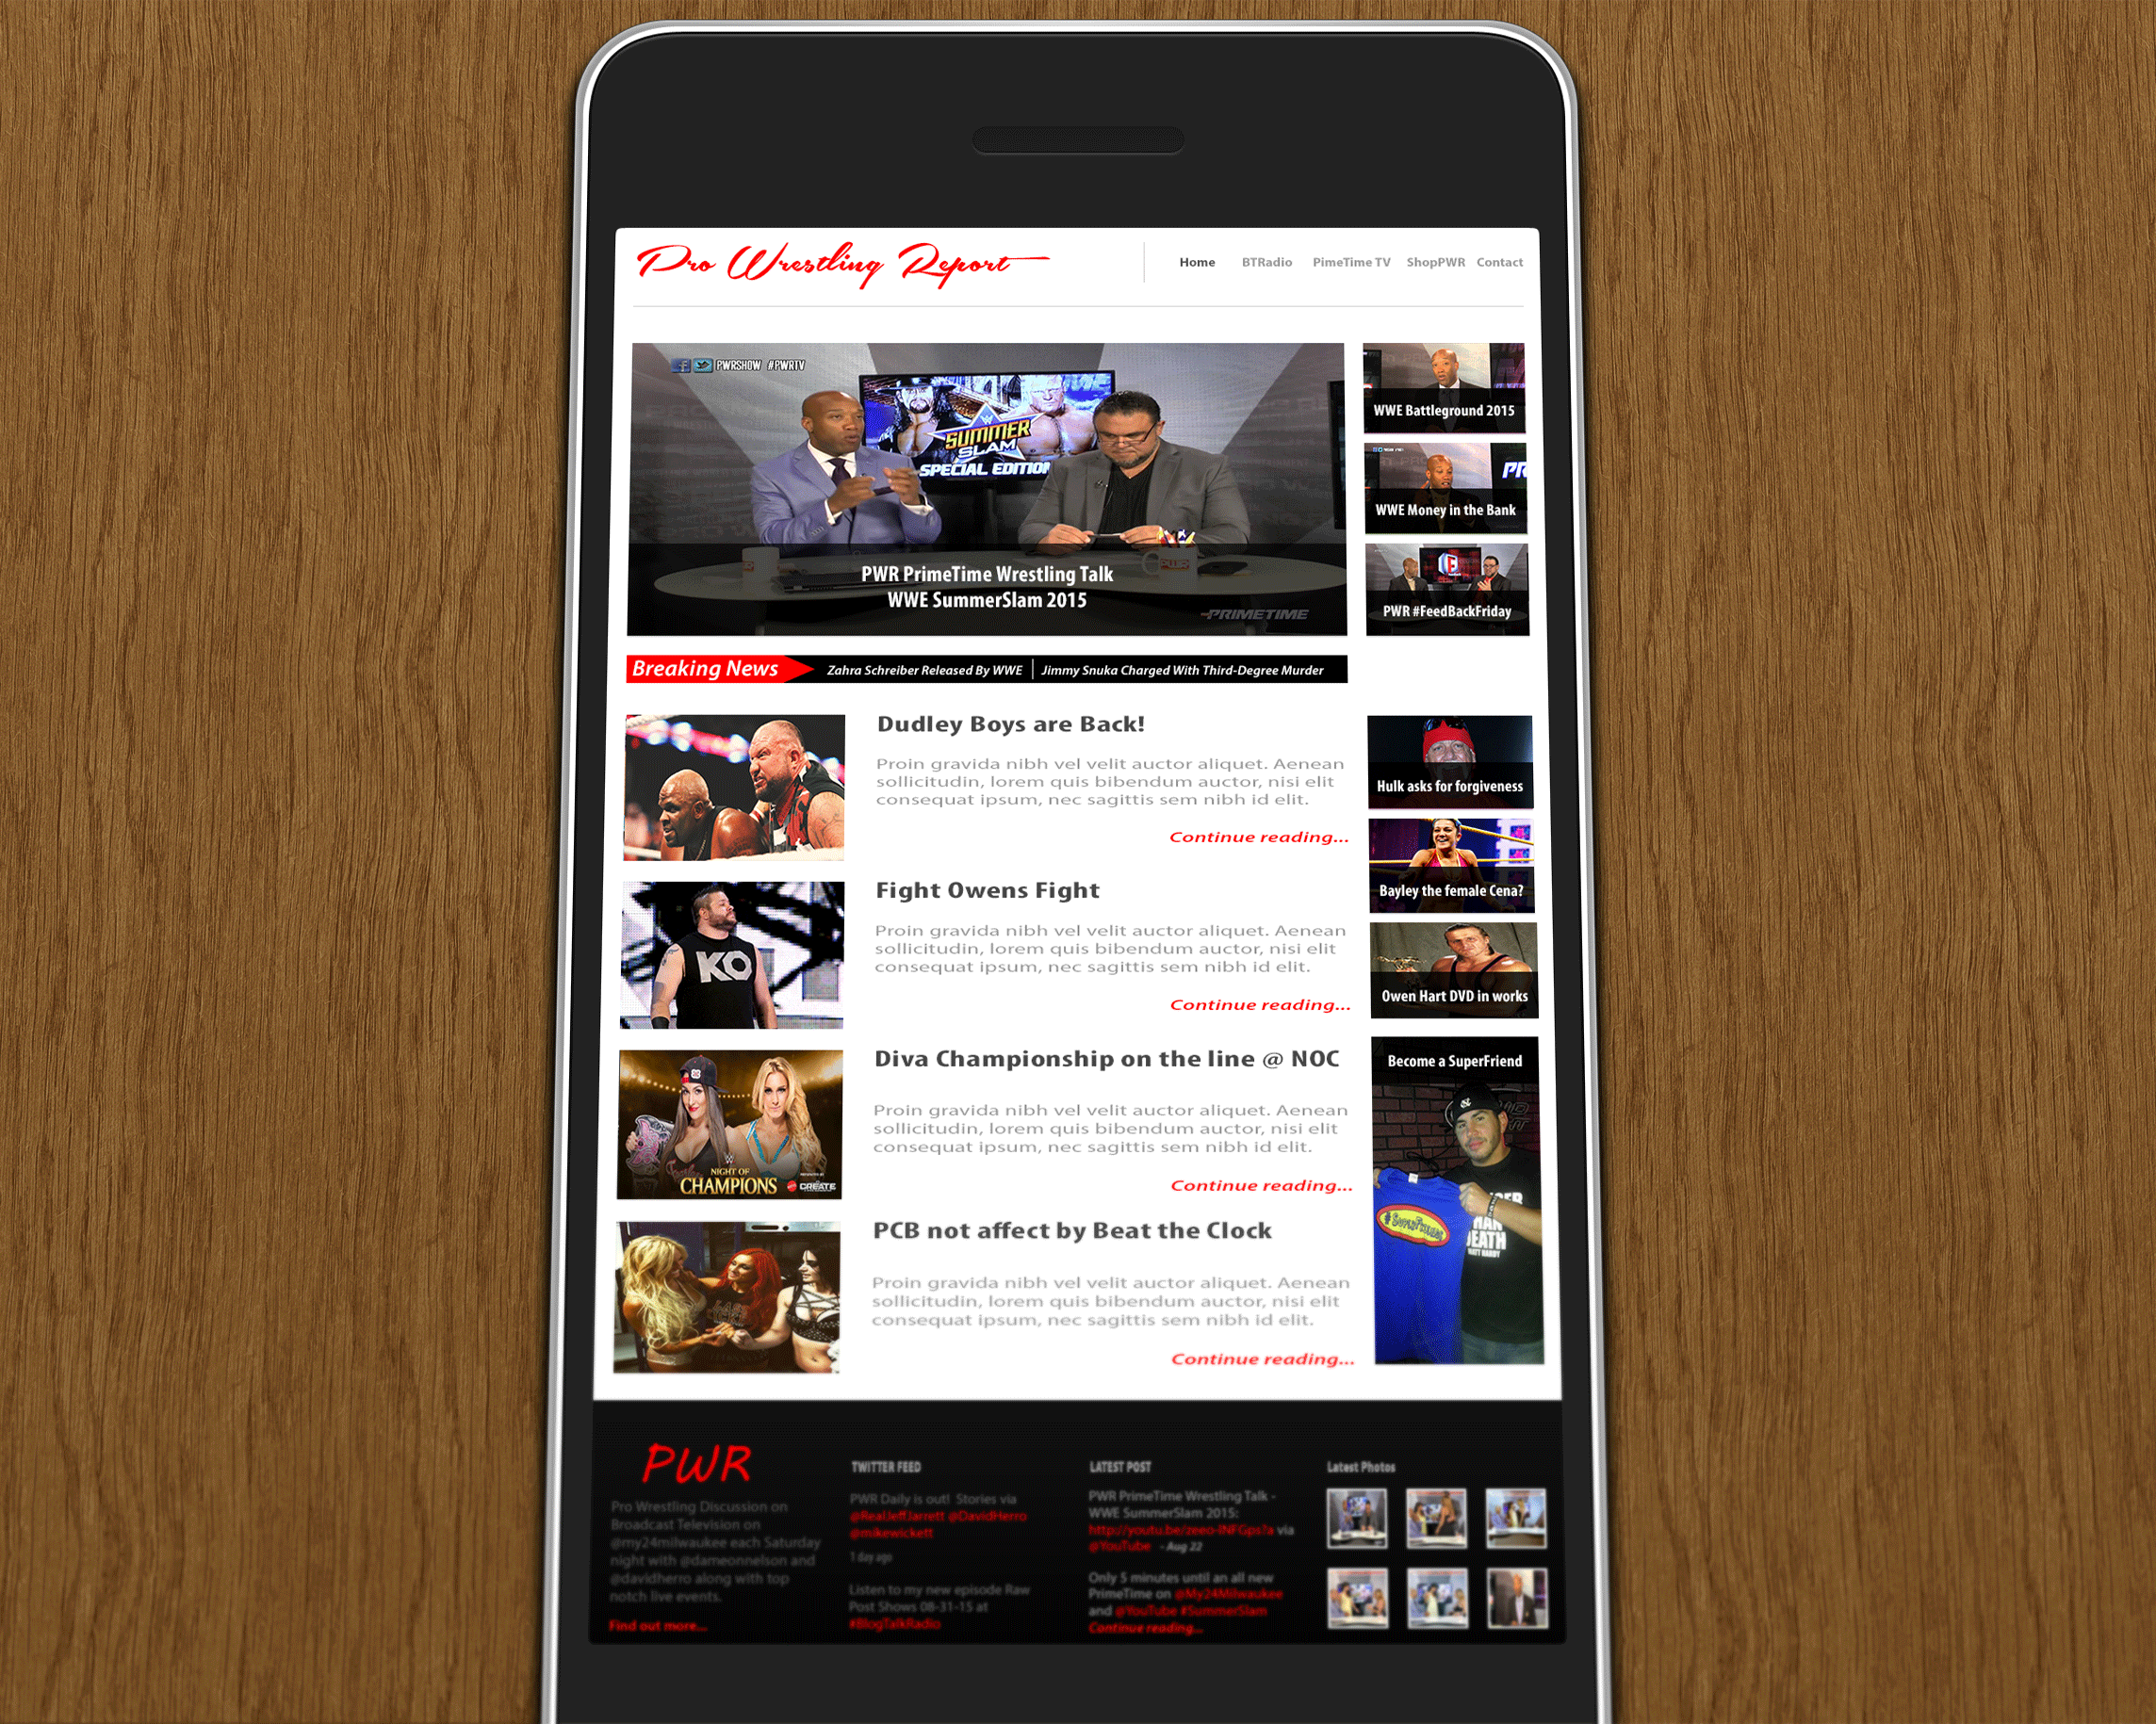 Pro Wrestling Report
Home BTRadio PimeTime TV ShopPWR Contact
PWRSHOW #PWRTV
SUMMER
SLAM
SPECIAL EDITION
PWR PrimeTime Wrestling Talk
WWE SummerSlam 2015
PRIMETIME
WWE Battleground 2015
WWE Money in the Bank
PWR #FeedBackFriday
Breaking News Zahra Schreiber Released By WWE Jimmy Snuka Charged With Third-Degree Murder
Dudley Boys are Back!
Proin gravida nibh vel velit auctor aliquet. Aenean
sollicitudin, lorem quis bibendum auctor, nisi elit
consequat ipsum, nec sagittis sem nibh id elit.
Continue reading...
KO
Fight Owens Fight
Proin gravida nibh vel velit auctor aliquet. Aenean
sollicitudin, lorem quis bibendum auctor, nisi elit
consequat ipsum, nec sagittis sem nibh id elit.
Continue reading...
NIGHT OF
CHAMPIONS
CREATE
Diva Championship on the line @ NOC
Proin gravida nibh vel velit auctor aliquet. Aenean
sollicitudin, lorem quis bibendum auctor, nisi elit
consequat ipsum, nec sagittis sem nibh id elit.
Continue reading...
PCB not affect by Beat the Clock
Proin gravida nibh vel velit auctor aliquet. Aenean
sollicitudin, lorem quis bibendum auctor, nisi elit
consequat ipsum, nec sagittis sem nibh id elit.
Continue reading...
Hulk asks for forgiveness
Bayley the female Cena?
Owen Hart DVD in works
Become a SuperFriend
#SuperFriends
DEATH
MATT HARDY
PWR
Pro Wrestling Discussion on
Broadcast Television on
@my24milwaukee each Saturday
night with @dameonnelson and
@davidherro along with top
notch live events.
Find out more...
TWITTER FEED
PWR Daily is out! Stories via
@RealJeffJarrett @DavidHerro
@mikewickett
1 day ago
Listen to my new episode Raw
Post Shows 08-31-15 at
#BlogTalkRadio
LATEST POST
PWR PrimeTime Wrestling Talk -
WWE SummerSlam 2015:
http://youtu.be/zeeo-INFGps?a via
@YouTube - Aug 22
Only 5 minutes until an all new
PrimeTime on @My24Milwaukee
and @YouTube #SummerSlam
Continue reading...
Latest Photos